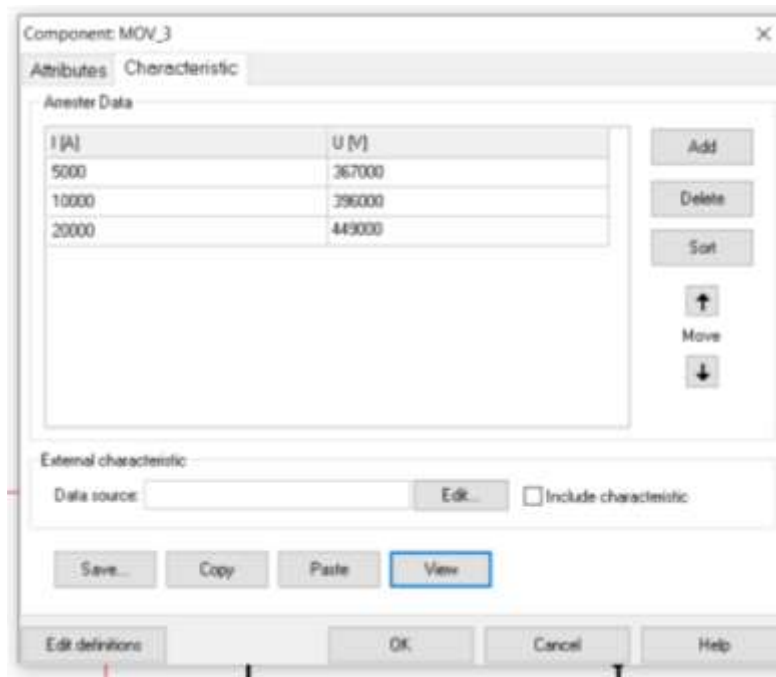 Component: MOV_3
Attributes Characteristic
Arrester Data
I [A] U [V]
5000 367000
10000 396000
20000 449000
Add
Delete
Sort
Move
External characteristic
Data source: Edit... Include characteristic
Save... Copy Paste View
Edit definitions OK Cancel Help